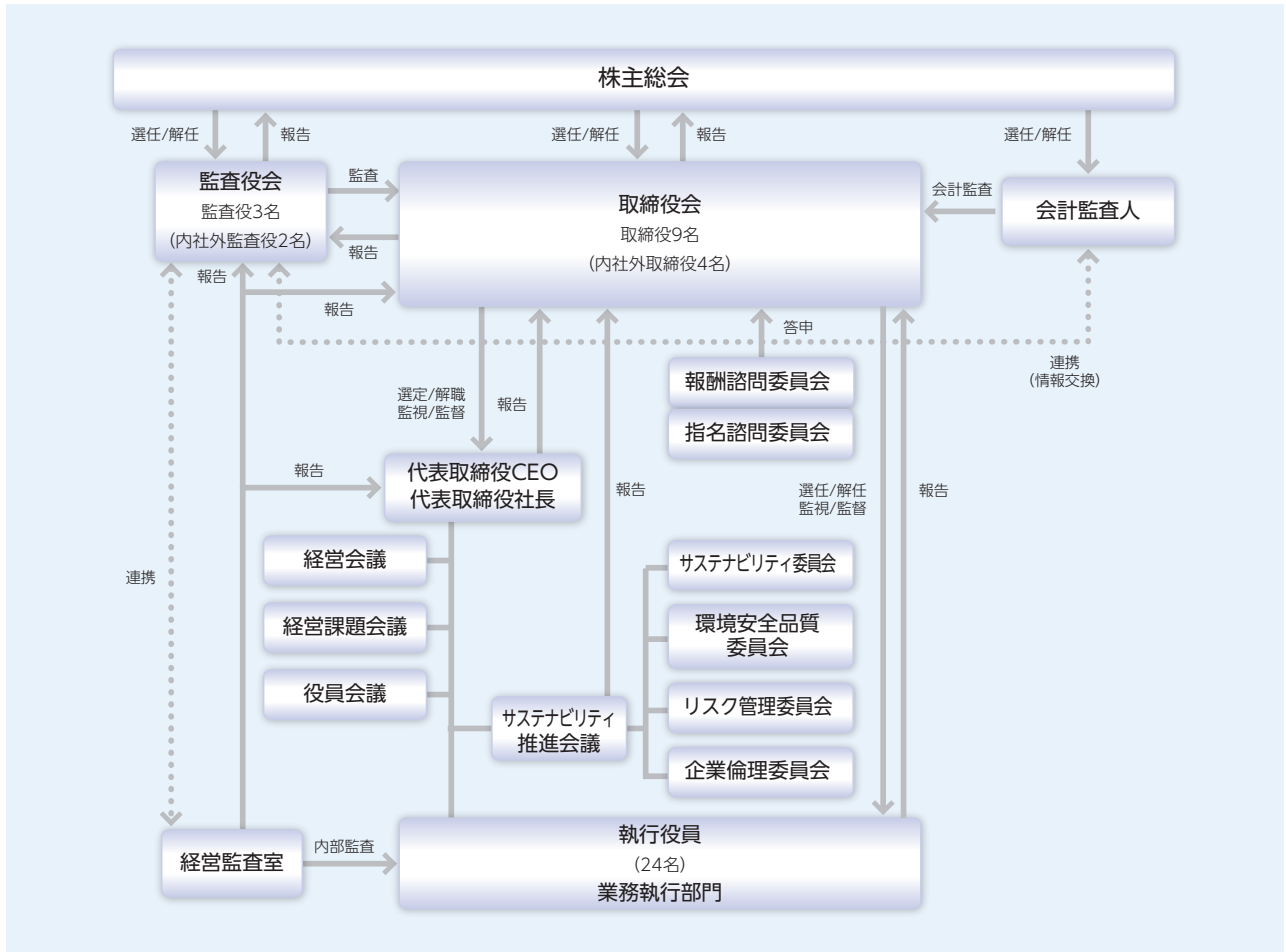 株主総会
選任/解任
報告
選任/解任
報告
選任/解任
監査役会
監査役3名
(内社外監査役2名)
監査
報告
取締役会
取締役9名
(内社外取締役4名)
会計監査
会計監査人
報告
報告
答申
連携
(情報交換)
報酬諮問委員会
指名諮問委員会
選定/解職
監視/監督
報告
報告
代表取締役CEO
代表取締役社長
報告
選任/解任
監視/監督
報告
連携
経営会議
経営課題会議
役員会議
サステナビリティ
推進会議
サステナビリティ委員会
環境安全品質
委員会
リスク管理委員会
企業倫理委員会
経営監査室
内部監査
執行役員
(24名)
業務執行部門